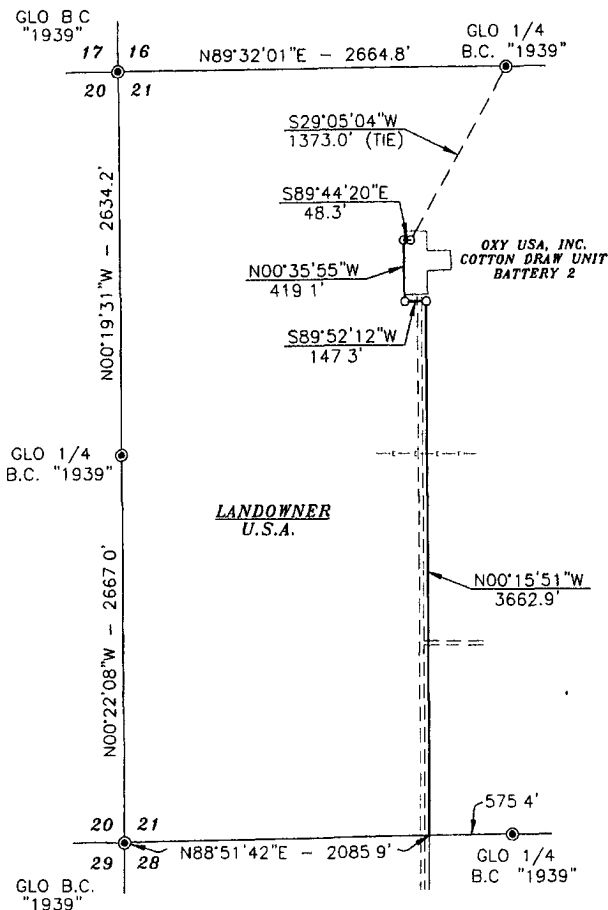 GLO B C
"1939"
17 16
20 21
N89°32'01"E - 2664.8'
GLO 1/4
B.C. "1939"
S29°05'04"W
1373.0' (TIE)
S89°44'20"E
48.3'
OXY USA, INC.
COTTON DRAW UNIT
BATTERY 2
N00°35'55"W
419 1'
S89°52'12"W
147 3'
N00°19'31"W - 2634.2'
GLO 1/4
B.C. "1939"
LANDOWNER
U.S.A.
N00°15'51"W
3662.9'
N00°22'08"W - 2667 0'
575 4'
20 21
29 28
N88°51'42"E - 2085 9'
GLO 1/4
B.C "1939"
GLO B.C.
"1939"